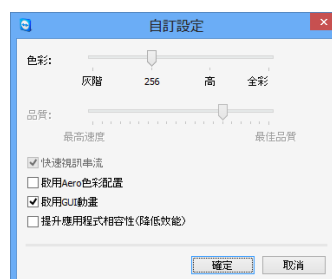 自訂設定
色彩:
灰階 256 高 全彩
品質:
最高速度 最佳品質
快速視訊串流
啟用Aero色彩配置
啟用GUI動畫
提升應用程式相容性(降低效能)
確定 取消